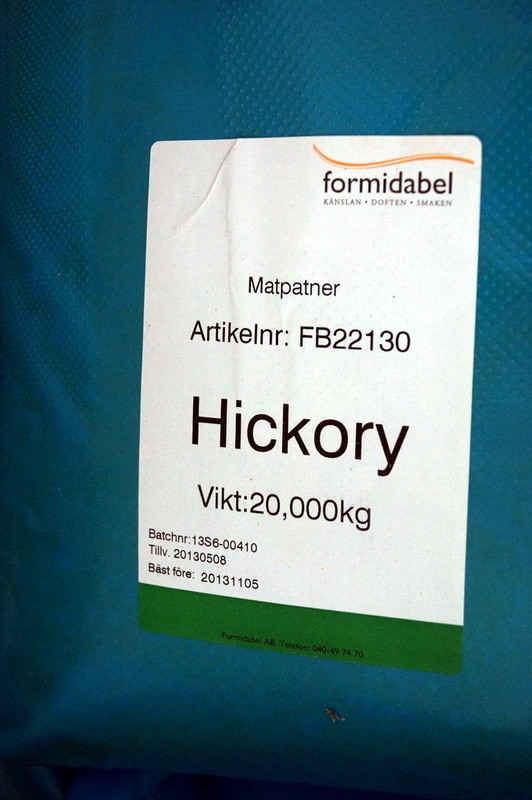 formidabel
KÄNSLAN • DOFTEN • SMAKEN
Matpatner
Artikelnr: FB22130
Hickory
Vikt:20,000kg
Batchnr:13S6-00410
Tillv. 20130508
Bäst före: 20131105
Formidabel AB. Telefon: 040-49 74 70